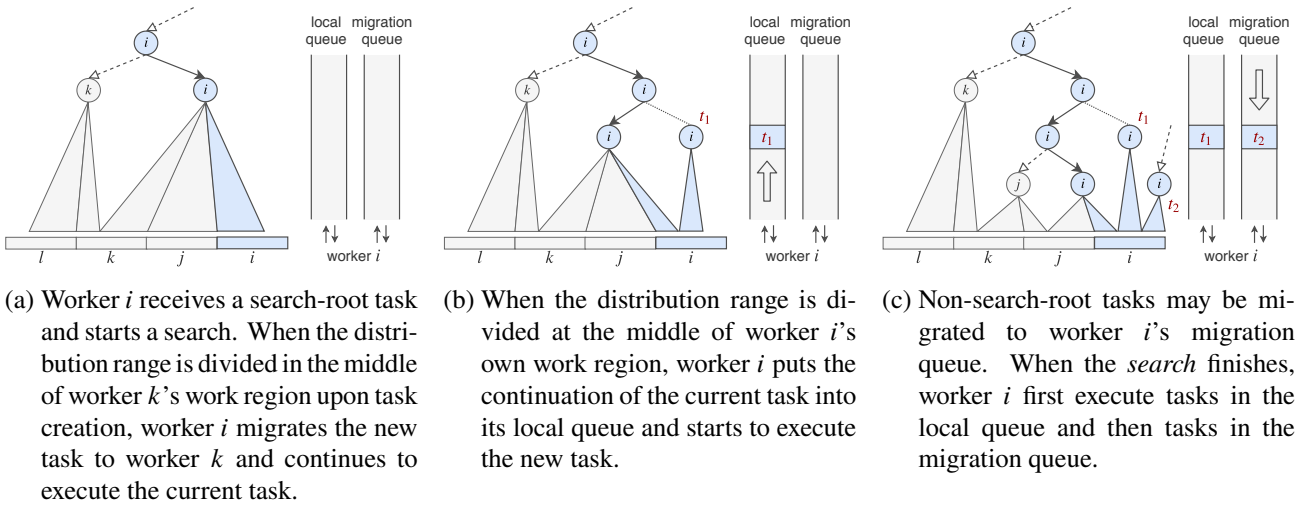 local queue
migration queue
i
k
i
l
k
j
i
worker i
local queue
migration queue
i
k
i
i
i
t1
t1
l
k
j
i
worker i
local queue
migration queue
i
k
i
i
i
t1
j
i
i
t2
t1
t2
l
k
j
i
worker i
(a) Worker i receives a search-root task
and starts a search. When the distri-
bution range is divided in the middle
of worker k's work region upon task
creation, worker i migrates the new
task to worker k and continues to
execute the current task.
(b) When the distribution range is di-
vided at the middle of worker i's
own work region, worker i puts the
continuation of the current task into
its local queue and starts to execute
the new task.
(c) Non-search-root tasks may be mi-
grated to worker i's migration
queue. When the search finishes,
worker i first execute tasks in the
local queue and then tasks in the
migration queue.